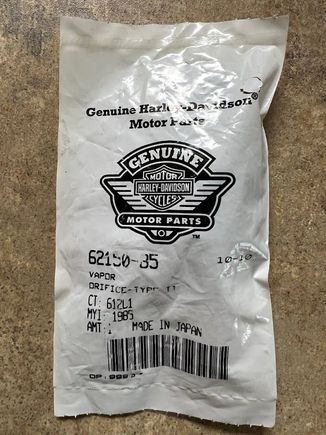 Genuine Harley-Davidson®
Motor Parts
GENUINE
MOTOR
HARLEY-DAVIDSON
CYCLES
MOTOR PARTS
TM
62150-85
10-10
VAPOR
ORIFICE-TYPE II
CT: 612L1
MYI: 1985
AMT: 1 MADE IN JAPAN